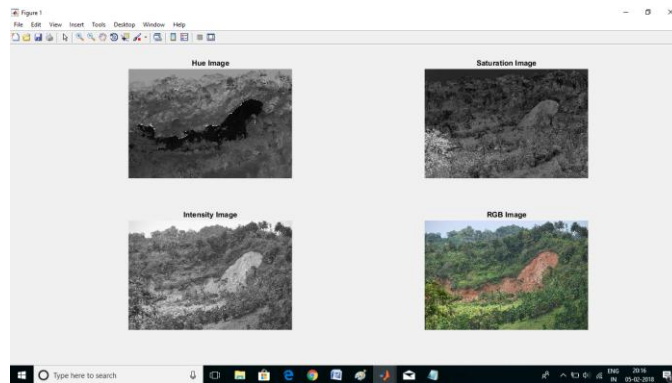 Figure 1
File Edit View Insert Tools Desktop Window Help
Hue Image
Saturation Image
Intensity Image
RGB Image
Type here to search
ENG
IN
20:16
05-02-2018